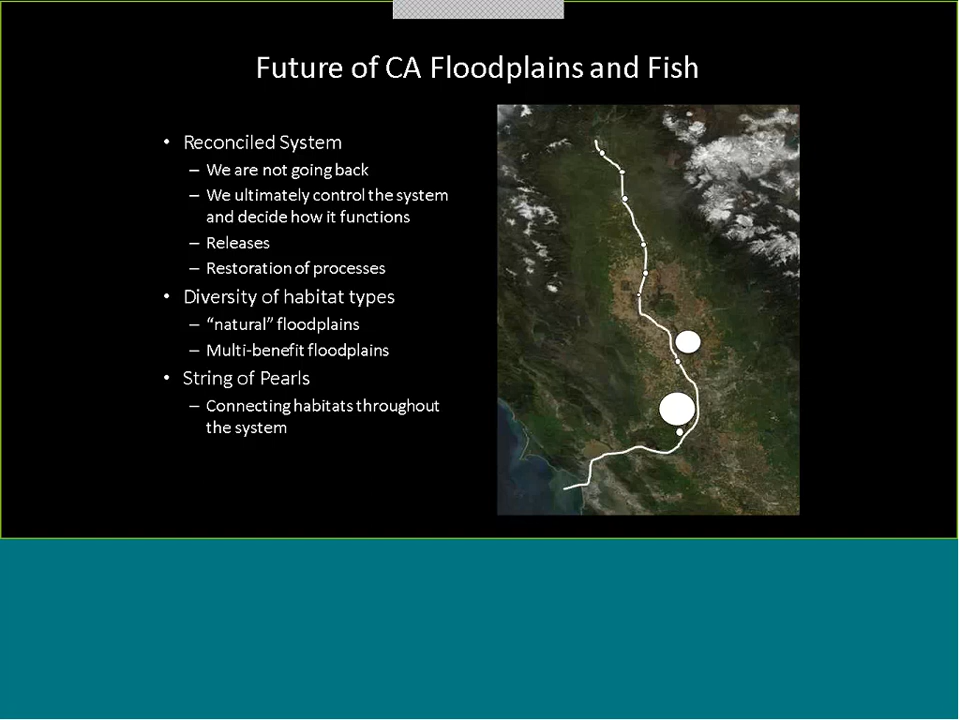 Future of CA Floodplains and Fish
• Reconciled System
– We are not going back
– We ultimately control the system
and decide how it functions
– Releases
– Restoration of processes
• Diversity of habitat types
– “natural” floodplains
– Multi-benefit floodplains
• String of Pearls
– Connecting habitats throughout
the system